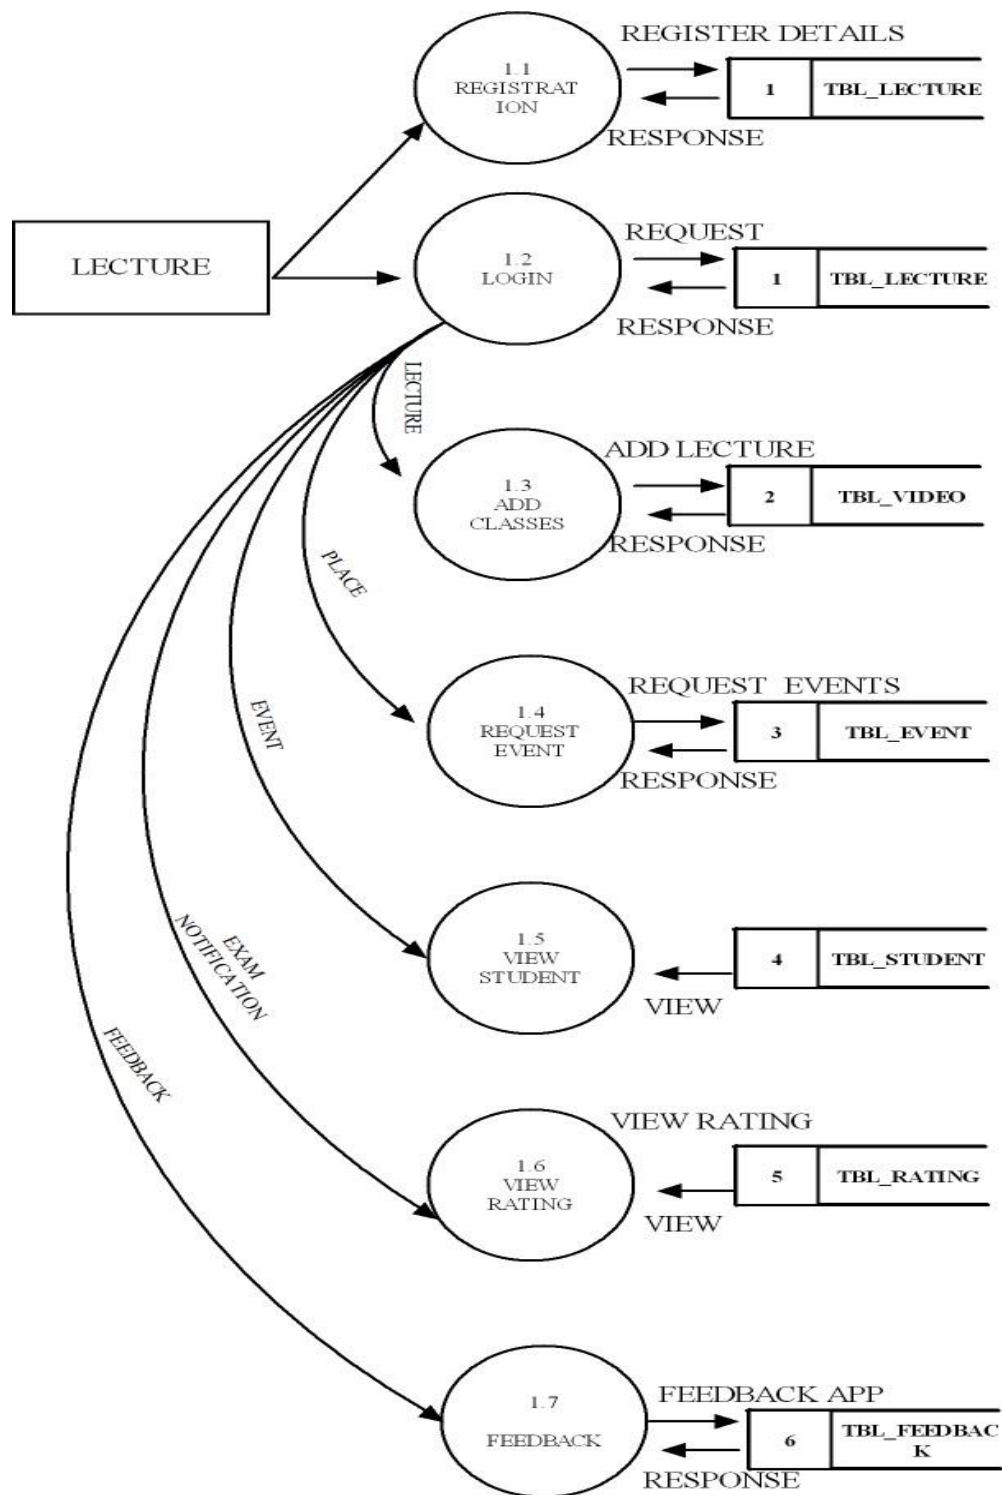 REGISTER DETAILS
1.1
REGISTRAT
ION
1
TBL_LECTURE
RESPONSE
LECTURE
REQUEST
1.2
LOGIN
1
TBL_LECTURE
RESPONSE
LECTURE
ADD LECTURE
1.3
ADD
CLASSES
2
TBL_VIDEO
RESPONSE
PLACE
REQUEST EVENTS
1.4
REQUEST
EVENT
3
TBL_EVENT
RESPONSE
EVENT
1.5
VIEW
STUDENT
4
TBL_STUDENT
VIEW
EXAM
NOTIFICATION
FEEDBACK
VIEW RATING
1.6
VIEW
RATING
5
TBL_RATING
VIEW
FEEDBACK APP
1.7
FEEDBACK
6
TBL_FEEDBAC
K
RESPONSE